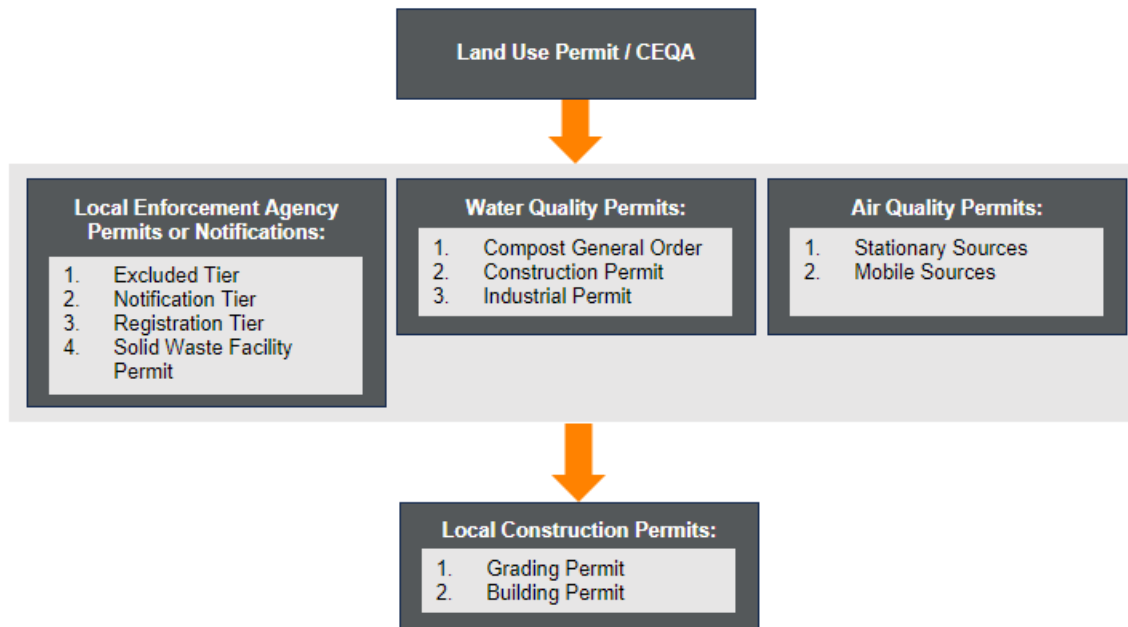 Land Use Permit / CEQA
Local Enforcement Agency
Permits or Notifications:
1. Excluded Tier
2. Notification Tier
3. Registration Tier
4. Solid Waste Facility
Permit
Water Quality Permits:
1. Compost General Order
2. Construction Permit
3. Industrial Permit
Air Quality Permits:
1. Stationary Sources
2. Mobile Sources
Local Construction Permits:
1. Grading Permit
2. Building Permit